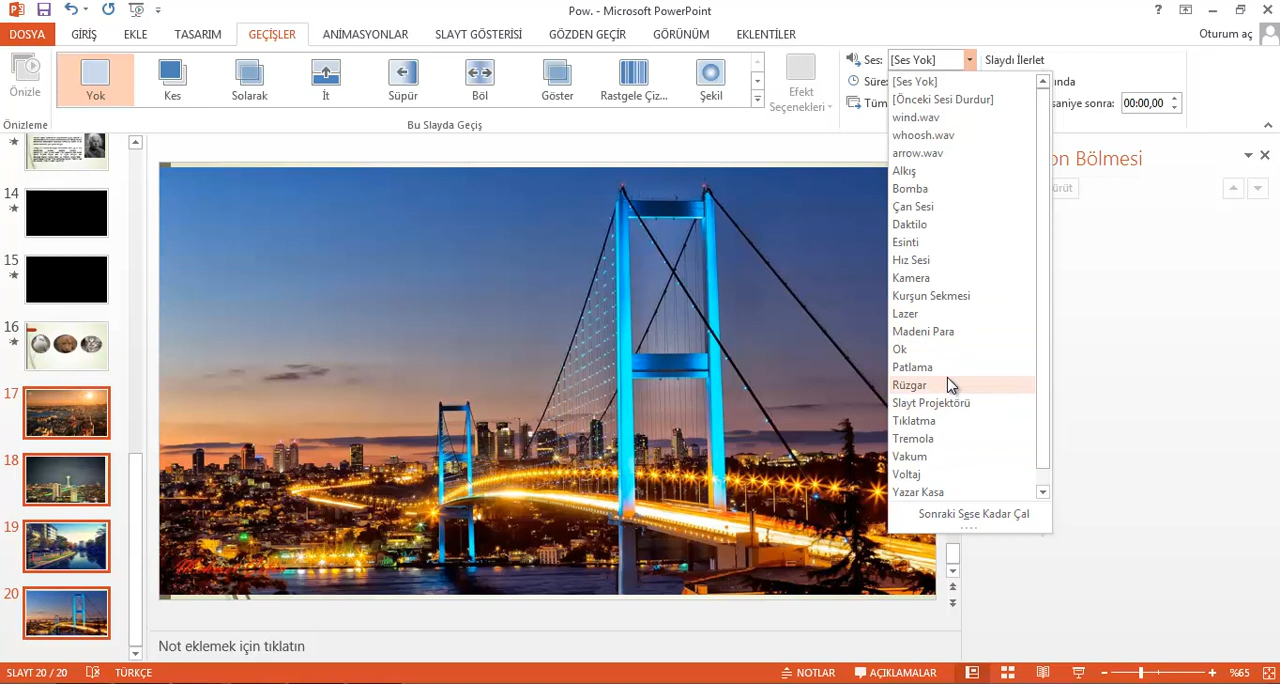 Pow. - Microsoft PowerPoint
DOSYA GİRİŞ EKLE TASARIM GEÇİŞLER ANİMASYONLAR SLAYT GÖSTERİSİ GÖZDEN GEÇİR GÖRÜNÜM EKLENTİLER Oturum aç
Önizle
Yok Kes Solarak İt Süpür Böl Göster Rastgele Çiz... Şekil
Efekt
Seçenekleri
Ses: [Ses Yok] Slaydı İlerlet
Süre:
Tüm
ında
saniye sonra: 00:00,00
Önizleme Bu Slayda Geçiş
[Ses Yok]
[Önceki Sesi Durdur]
wind.wav
whoosh.wav
arrow.wav
Alkış
Bomba
Çan Sesi
Daktilo
Esinti
Hız Sesi
Kamera
Kurşun Sekmesi
Lazer
Madeni Para
Ok
Patlama
Rüzgar
Slayt Projektörü
Tıklatma
Tremola
Vakum
Voltaj
Yazar Kasa
Sonraki Sese Kadar Çal
on Bölmesi
ürüt
14
15
16
17
18
19
20
Not eklemek için tıklatın
SLAYT 20 / 20 TÜRKÇE NOTLAR AÇIKLAMALAR %65